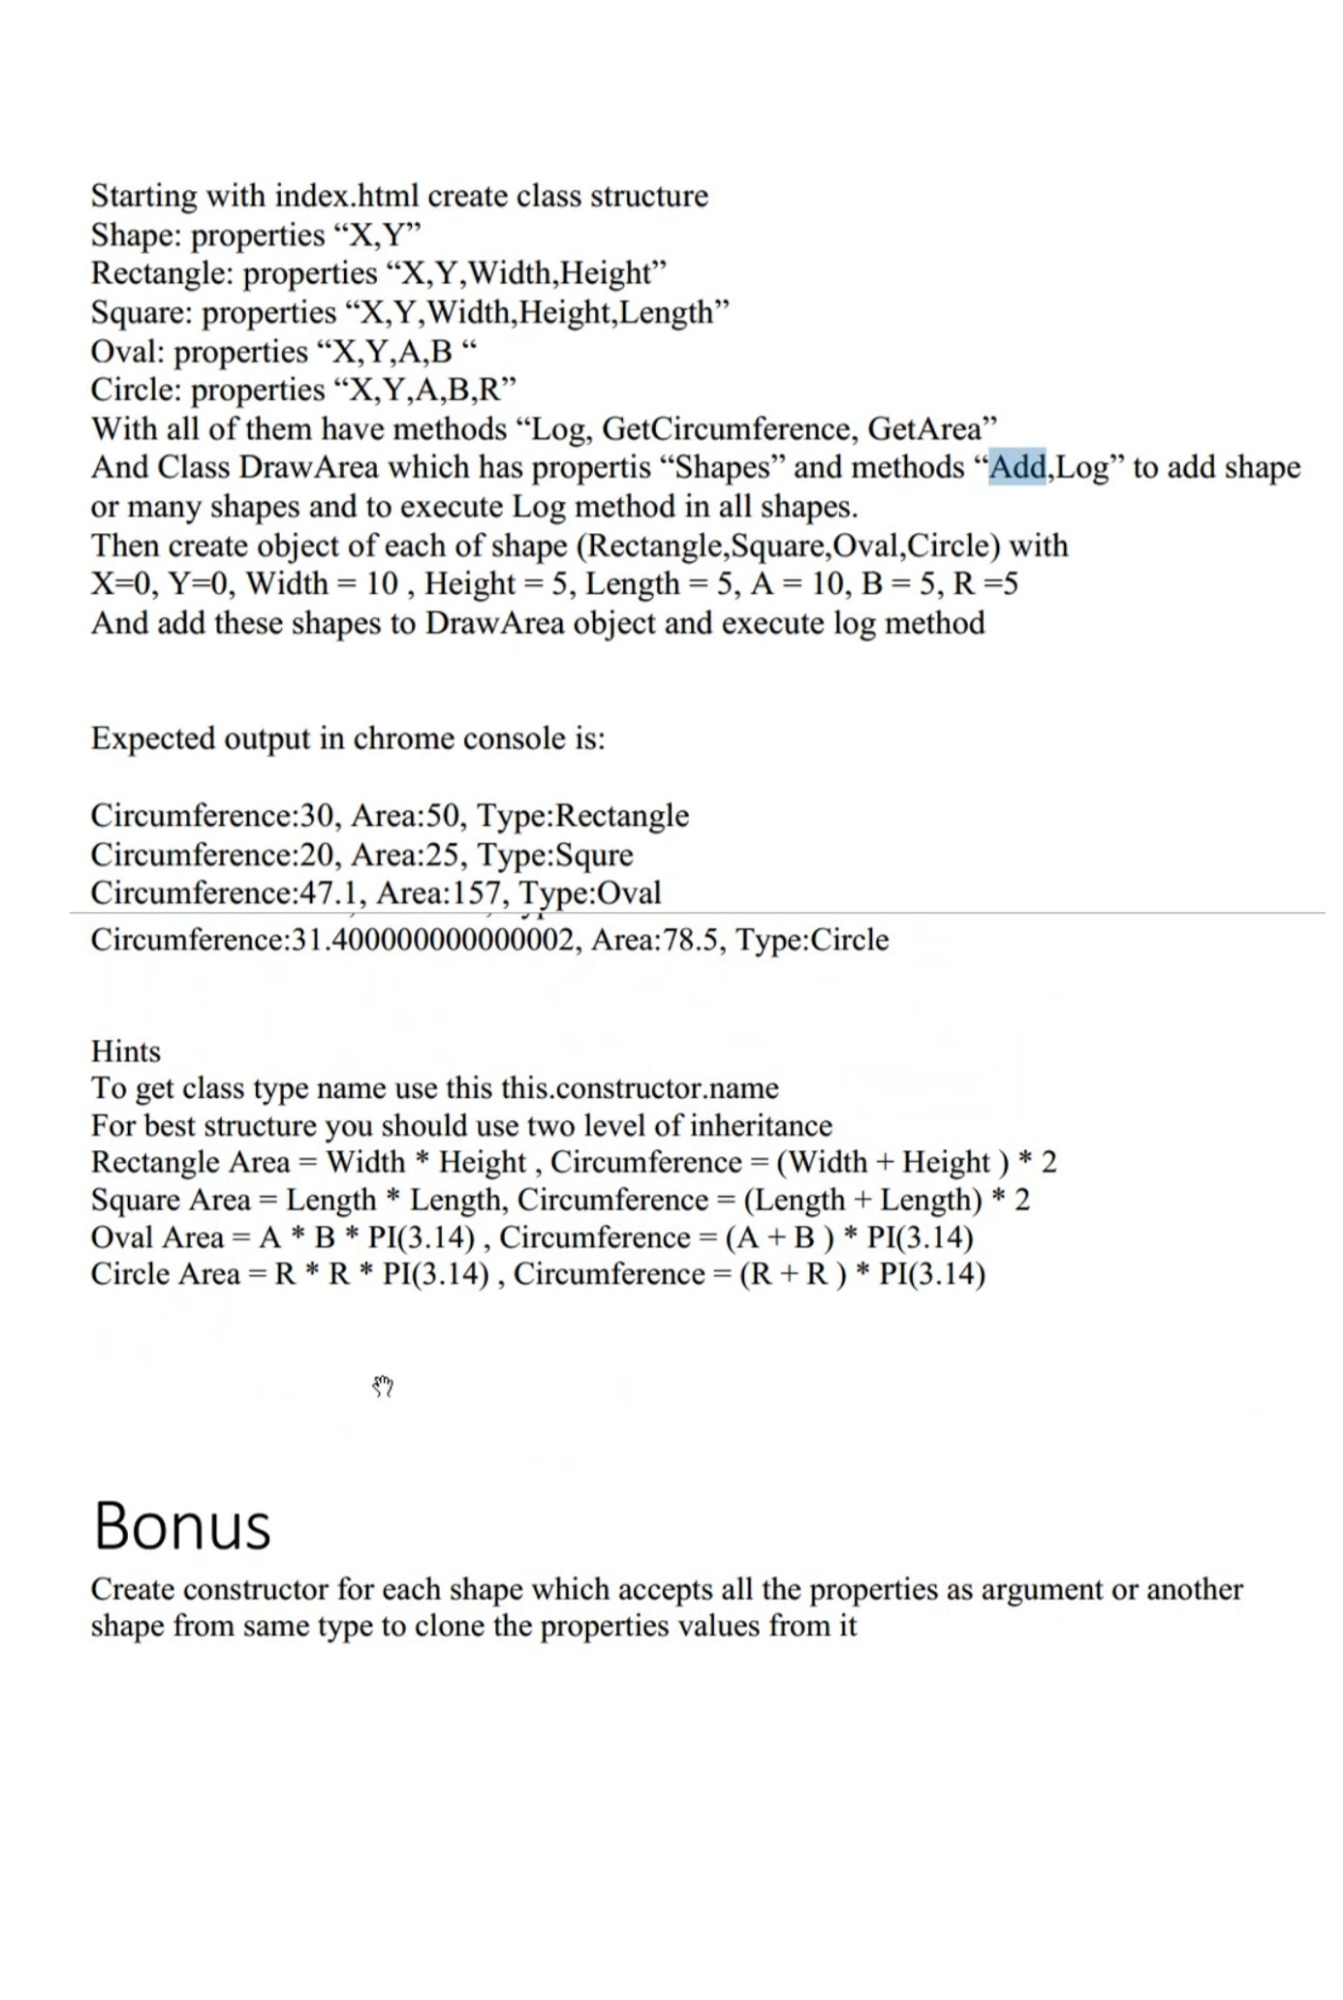 Starting with index.html create class structure
Shape: properties “X,Y”
Rectangle: properties “X,Y,Width,Height”
Square: properties “X,Y,Width,Height,Length”
Oval: properties “X,Y,A,B “
Circle: properties “X,Y,A,B,R”
With all of them have methods “Log, GetCircumference, GetArea”
And Class DrawArea which has propertis “Shapes” and methods “Add,Log” to add shape
or many shapes and to execute Log method in all shapes.
Then create object of each of shape (Rectangle,Square,Oval,Circle) with
X=0, Y=0, Width = 10 , Height = 5, Length = 5, A = 10, B = 5, R =5
And add these shapes to DrawArea object and execute log method
Expected output in chrome console is:
Circumference:30, Area:50, Type:Rectangle
Circumference:20, Area:25, Type:Squre
Circumference:47.1, Area:157, Type:Oval
Circumference:31.400000000000002, Area:78.5, Type:Circle
Hints
To get class type name use this this.constructor.name
For best structure you should use two level of inheritance
Rectangle Area = Width * Height , Circumference = (Width + Height ) * 2
Square Area = Length * Length, Circumference = (Length + Length) * 2
Oval Area = A * B * PI(3.14) , Circumference = (A + B ) * PI(3.14)
Circle Area = R * R * PI(3.14) , Circumference = (R + R ) * PI(3.14)
Bonus
Create constructor for each shape which accepts all the properties as argument or another
shape from same type to clone the properties values from it